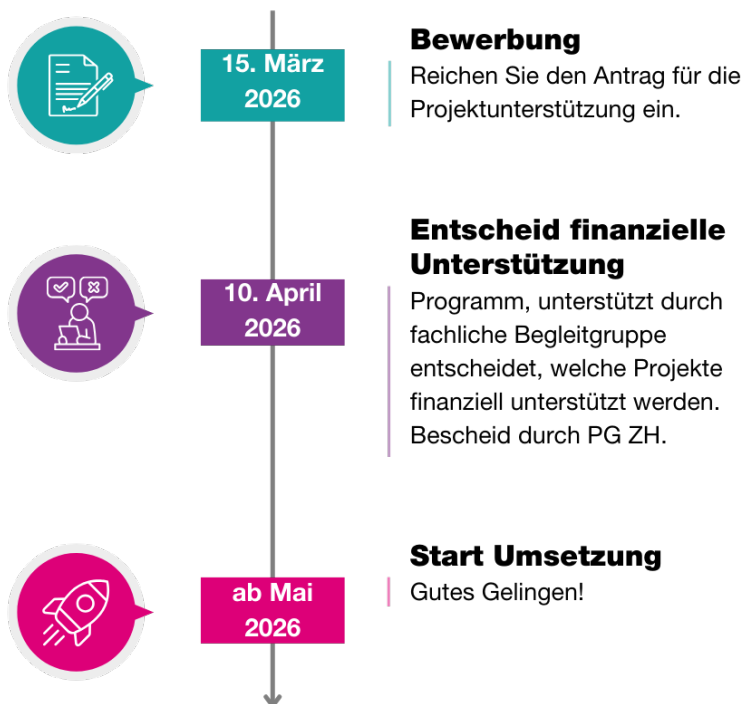 15. März
2026
Bewerbung
Reichen Sie den Antrag für die
Projektunterstützung ein.
10. April
2026
Entscheid finanzielle
Unterstützung
Programm, unterstützt durch
fachliche Begleitgruppe
entscheidet, welche Projekte
finanziell unterstützt werden.
Bescheid durch PG ZH.
ab Mai
2026
Start Umsetzung
Gutes Gelingen!